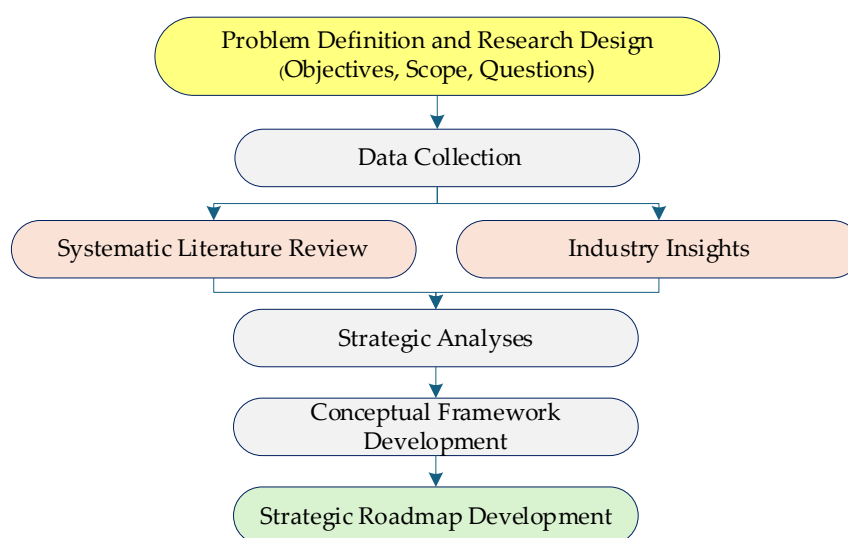 Problem Definition and Research Design
(Objectives, Scope, Questions)
Data Collection
Systematic Literature Review
Industry Insights
Strategic Analyses
Conceptual Framework
Development
Strategic Roadmap Development